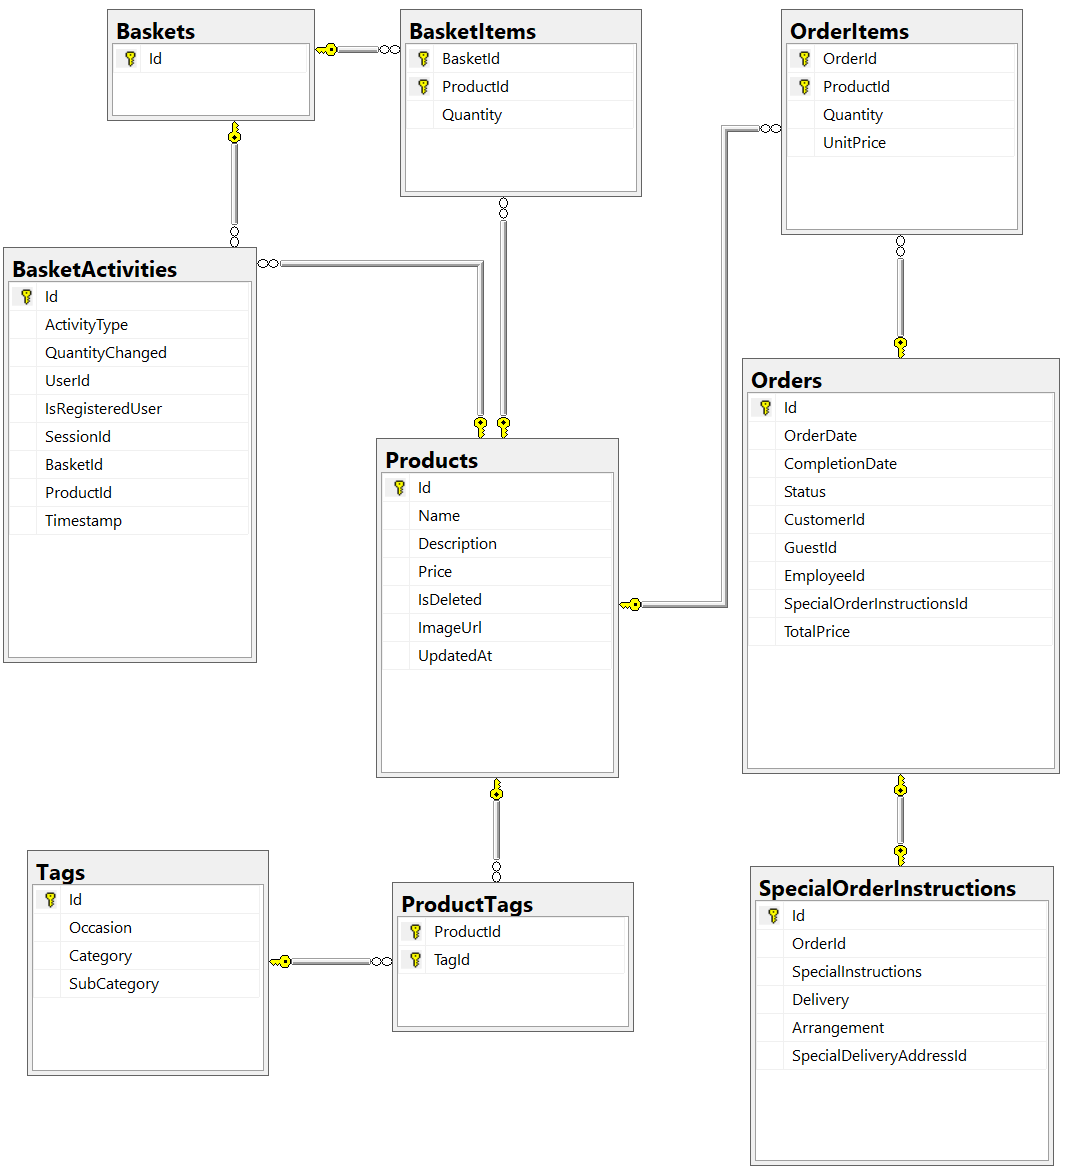 Baskets
Id
BasketItems
BasketId
ProductId
Quantity
OrderItems
OrderId
ProductId
Quantity
UnitPrice
BasketActivities
Id
ActivityType
QuantityChanged
UserId
IsRegisteredUser
SessionId
BasketId
ProductId
Timestamp
Products
Id
Name
Description
Price
IsDeleted
ImageUrl
UpdatedAt
Orders
Id
OrderDate
CompletionDate
Status
CustomerId
GuestId
EmployeeId
SpecialOrderInstructionsId
TotalPrice
Tags
Id
Occasion
Category
SubCategory
ProductTags
ProductId
TagId
SpecialOrderInstructions
Id
OrderId
SpecialInstructions
Delivery
Arrangement
SpecialDeliveryAddressId